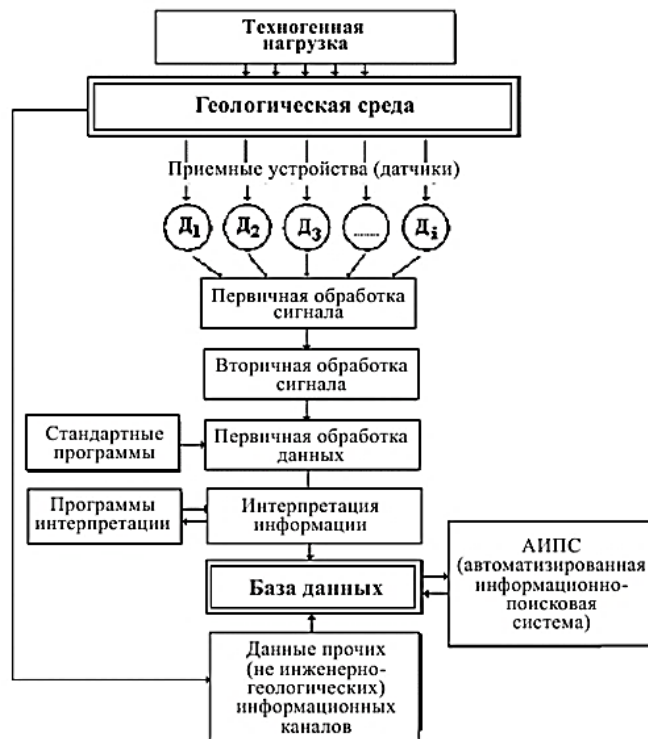 Техногенная
нагрузка
Геологическая среда
Приемные устройства (датчики)
Д1 Д2 Д3 ...... Дi
Первичная обработка
сигнала
Вторичная обработка
сигнала
Стандартные
программы
Первичная обработка
данных
Программы
интерпретации
Интерпретация
информации
АИПС
(автоматизированная
информационно-
поисковая
система)
База данных
Данные прочих
(не инженерно-
геологических)
информационных
каналов